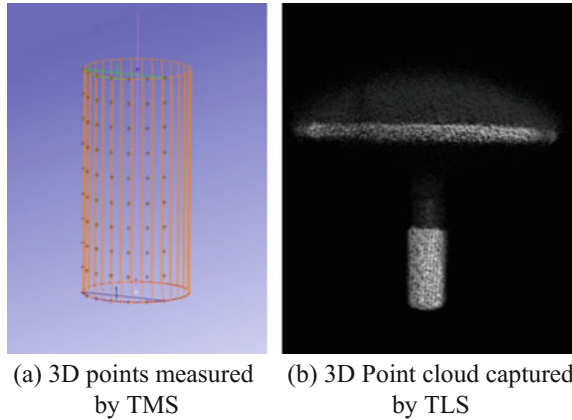 (a) 3D points measured
by TMS
(b) 3D Point cloud captured
by TLS